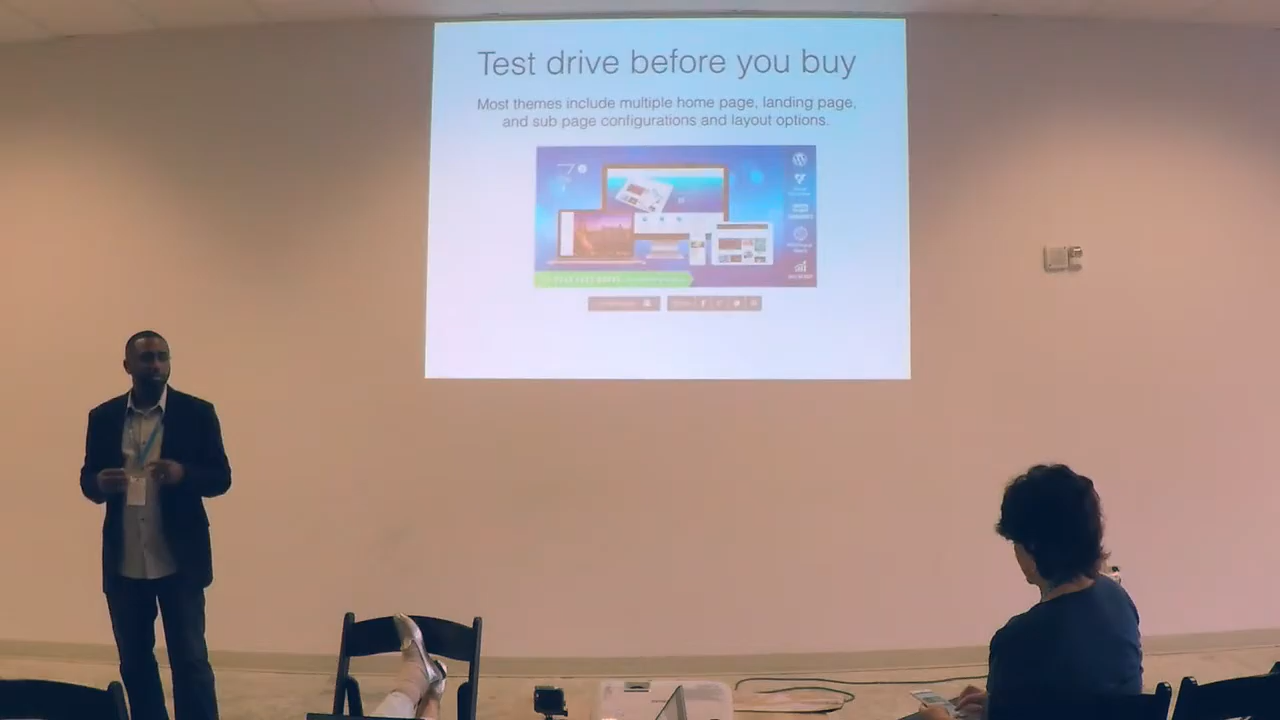 Test drive before you buy
Most themes include multiple home page, landing page,
and sub page configurations and layout options.